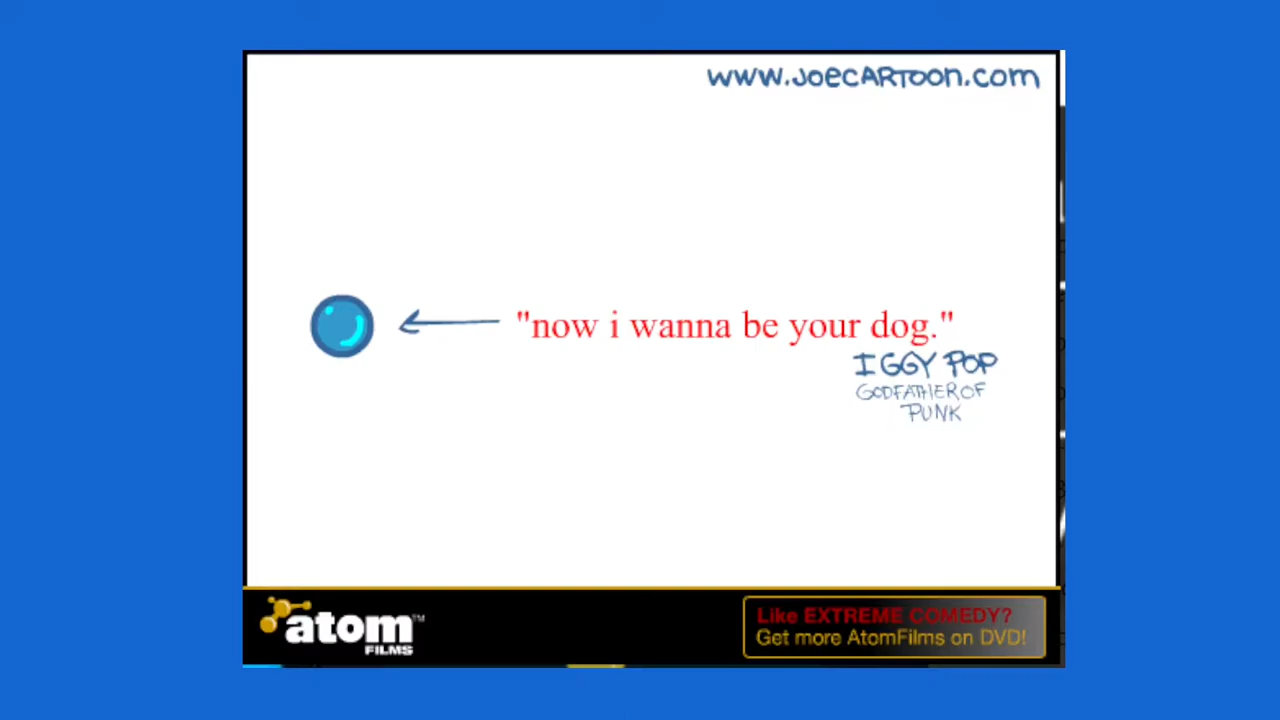 www.JOECARTOON.COM
"now i wanna be your dog."
IGGY POP
GODFATHER OF
PUNK
atom™
FILMS
Like EXTREME COMEDY?
Get more AtomFilms on DVD!